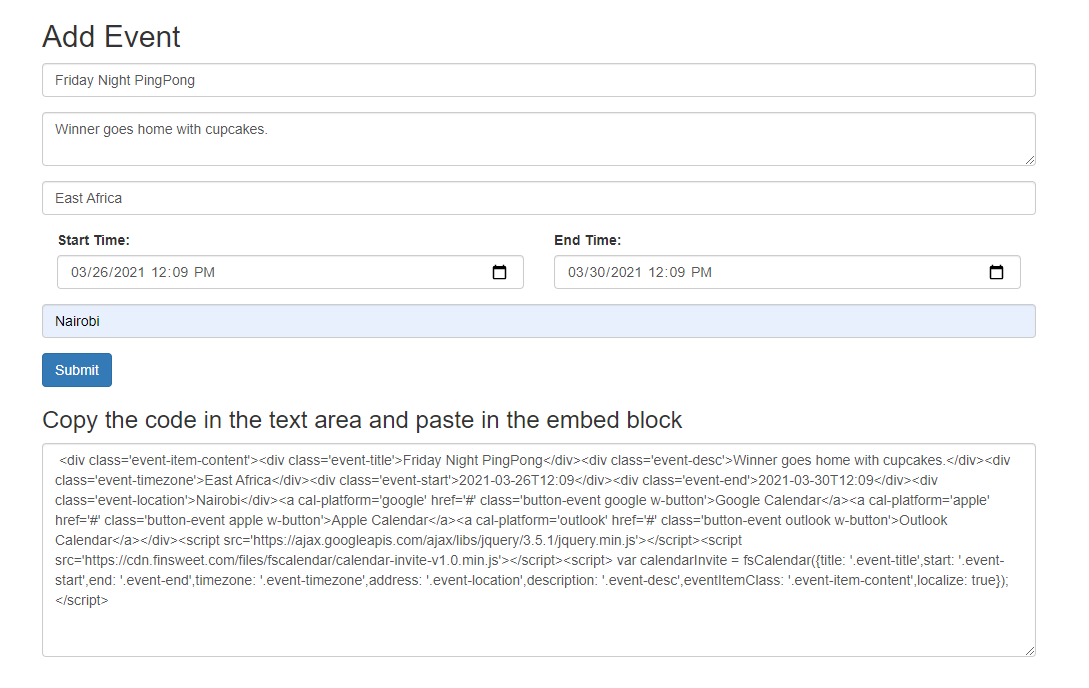 Add Event
Friday Night PingPong
Winner goes home with cupcakes.
East Africa
Start Time: End Time:
03/26/2021 12:09 PM 03/30/2021 12:09 PM
Nairobi
Submit
Copy the code in the text area and paste in the embed block
<div class='event-item-content'><div class='event-title'>Friday Night PingPong</div><div class='event-desc'>Winner goes home with cupcakes.</div><div
class='event-timezone'>East Africa</div><div class='event-start'>2021-03-26T12:09</div><div class='event-end'>2021-03-30T12:09</div><div
class='event-location'>Nairobi</div><a cal-platform='google' href='#' class='button-event google w-button'>Google Calendar</a><a cal-platform='apple'
href='#' class='button-event apple w-button'>Apple Calendar</a><a cal-platform='outlook' href='#' class='button-event outlook w-button'>Outlook
Calendar</a></div><script src='https://ajax.googleapis.com/ajax/libs/jquery/3.5.1/jquery.min.js'></script><script
src='https://cdn.finsweet.com/files/fscalendar/calendar-invite-v1.0.min.js'></script><script> var calendarInvite = fsCalendar({title: '.event-title',start: '.event-
start',end: '.event-end',timezone: '.event-timezone',address: '.event-location',description: '.event-desc',eventItemClass: '.event-item-content',localize: true});
</script>